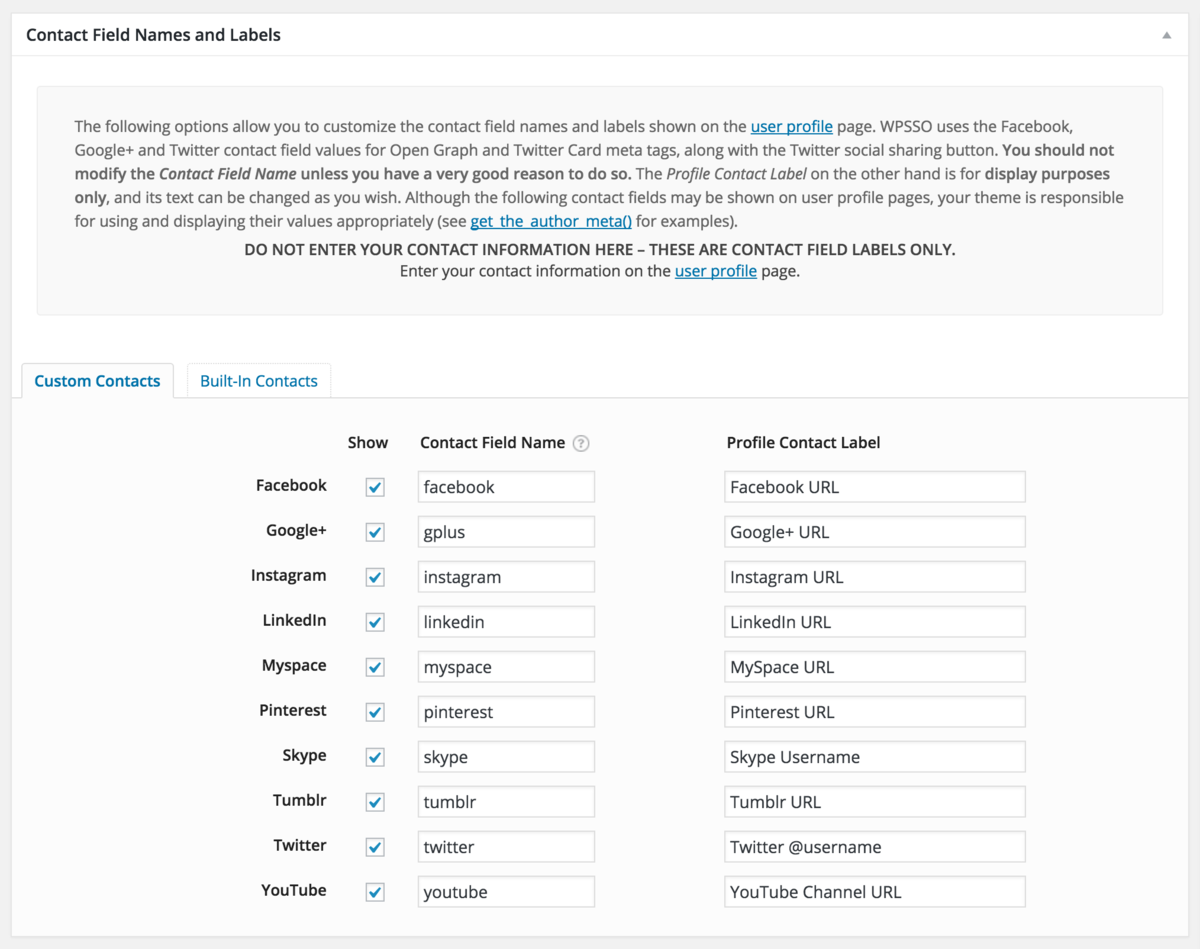 Contact Field Names and Labels
The following options allow you to customize the contact field names and labels shown on the user profile page. WPSSO uses the Facebook,
Google+ and Twitter contact field values for Open Graph and Twitter Card meta tags, along with the Twitter social sharing button. You should not
modify the Contact Field Name unless you have a very good reason to do so. The Profile Contact Label on the other hand is for display purposes
only, and its text can be changed as you wish. Although the following contact fields may be shown on user profile pages, your theme is responsible
for using and displaying their values appropriately (see get_the_author_meta() for examples).
DO NOT ENTER YOUR CONTACT INFORMATION HERE – THESE ARE CONTACT FIELD LABELS ONLY.
Enter your contact information on the user profile page.
Custom Contacts Built-In Contacts
Show Contact Field Name ? Profile Contact Label
Facebook facebook Facebook URL
Google+ gplus Google+ URL
Instagram instagram Instagram URL
LinkedIn linkedin LinkedIn URL
Myspace myspace MySpace URL
Pinterest pinterest Pinterest URL
Skype skype Skype Username
Tumblr tumblr Tumblr URL
Twitter twitter Twitter @username
YouTube youtube YouTube Channel URL